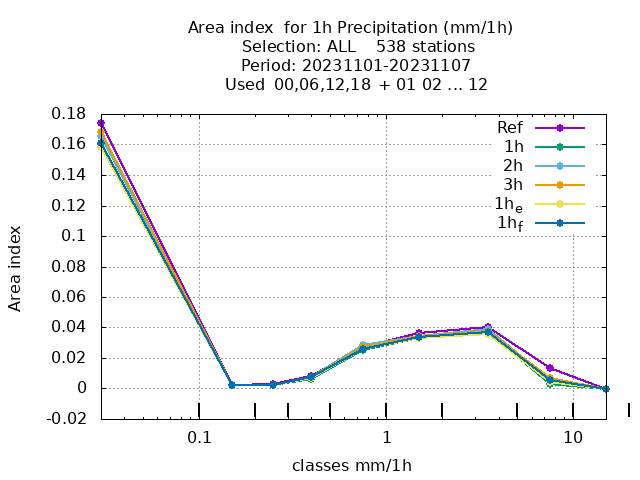 Area index  for 1h Precipitation (mm/1h)
Selection: ALL    538 stations
Period: 20231101-20231107
Used  00,06,12,18  + 01 02 ... 12
0.18
0.16
0.14
0.12
0.1
0.08
0.06
0.04
0.02
0
-0.02
Area index
Ref
1h
2h
3h
1he
1hf
0.1
1
10
classes mm/1h